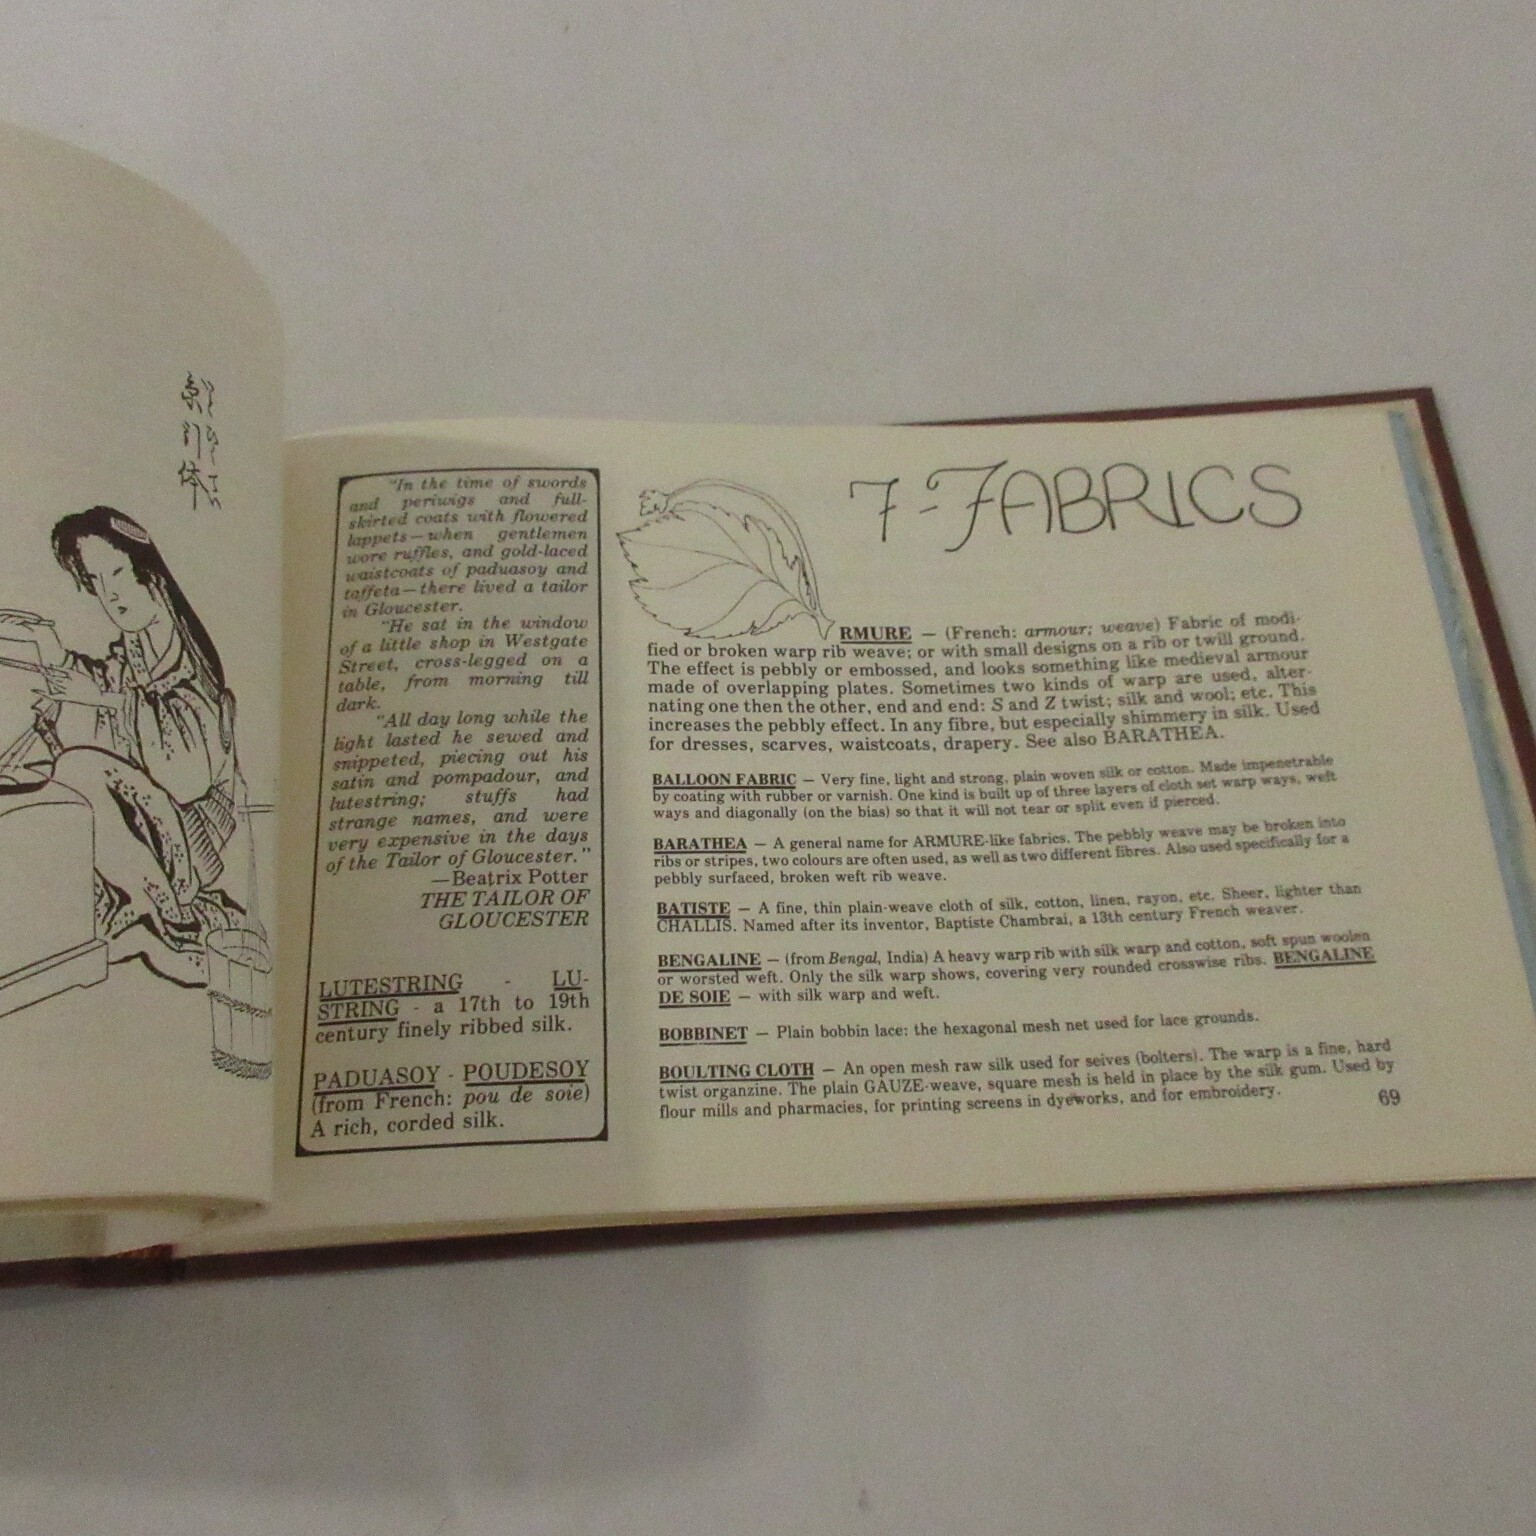 糸引体
"In the time of swords
and periwigs and full-
skirted coats with flowered
lappets—when gentlemen
wore ruffles, and gold-laced
waistcoats of paduasoy and
taffeta—there lived a tailor
in Gloucester.
"He sat in the window
of a little shop in Westgate
Street, cross-legged on a
table, from morning till
dark.
"All day long while the
light lasted he sewed and
snippeted, piecing out his
satin and pompadour, and
lutestring; stuffs had
strange names, and were
very expensive in the days
of the Tailor of Gloucester."
—Beatrix Potter
THE TAILOR OF
GLOUCESTER
LUTESTRING - LU-
STRING - a 17th to 19th
century finely ribbed silk.
PADUASOY - POUDESOY
(from French: pou de soie)
A rich, corded silk.
7-FABRICS
RMURE — (French: armour; weave) Fabric of modi-
fied or broken warp rib weave; or with small designs on a rib or twill ground.
The effect is pebbly or embossed, and looks something like medieval armour
made of overlapping plates. Sometimes two kinds of warp are used, alter-
nating one then the other, end and end: S and Z twist; silk and wool; etc. This
increases the pebbly effect. In any fibre, but especially shimmery in silk. Used
for dresses, scarves, waistcoats, drapery. See also BARATHEA.
BALLOON FABRIC — Very fine, light and strong, plain woven silk or cotton. Made impenetrable
by coating with rubber or varnish. One kind is built up of three layers of cloth set warp ways, weft
ways and diagonally (on the bias) so that it will not tear or split even if pierced.
BARATHEA — A general name for ARMURE-like fabrics. The pebbly weave may be broken into
ribs or stripes, two colours are often used, as well as two different fibres. Also used specifically for a
pebbly surfaced, broken weft rib weave.
BATISTE — A fine, thin plain-weave cloth of silk, cotton, linen, rayon, etc. Sheer, lighter than
CHALLIS. Named after its inventor, Baptiste Chambrai, a 13th century French weaver.
BENGALINE — (from Bengal, India) A heavy warp rib with silk warp and cotton, soft spun woolen
or worsted weft. Only the silk warp shows, covering very rounded crosswise ribs. BENGALINE
DE SOIE — with silk warp and weft.
BOBBINET — Plain bobbin lace: the hexagonal mesh net used for lace grounds.
BOULTING CLOTH — An open mesh raw silk used for seives (bolters). The warp is a fine, hard
twist organzine. The plain GAUZE-weave, square mesh is held in place by the silk gum. Used by
flour mills and pharmacies, for printing screens in dyeworks, and for embroidery.
69